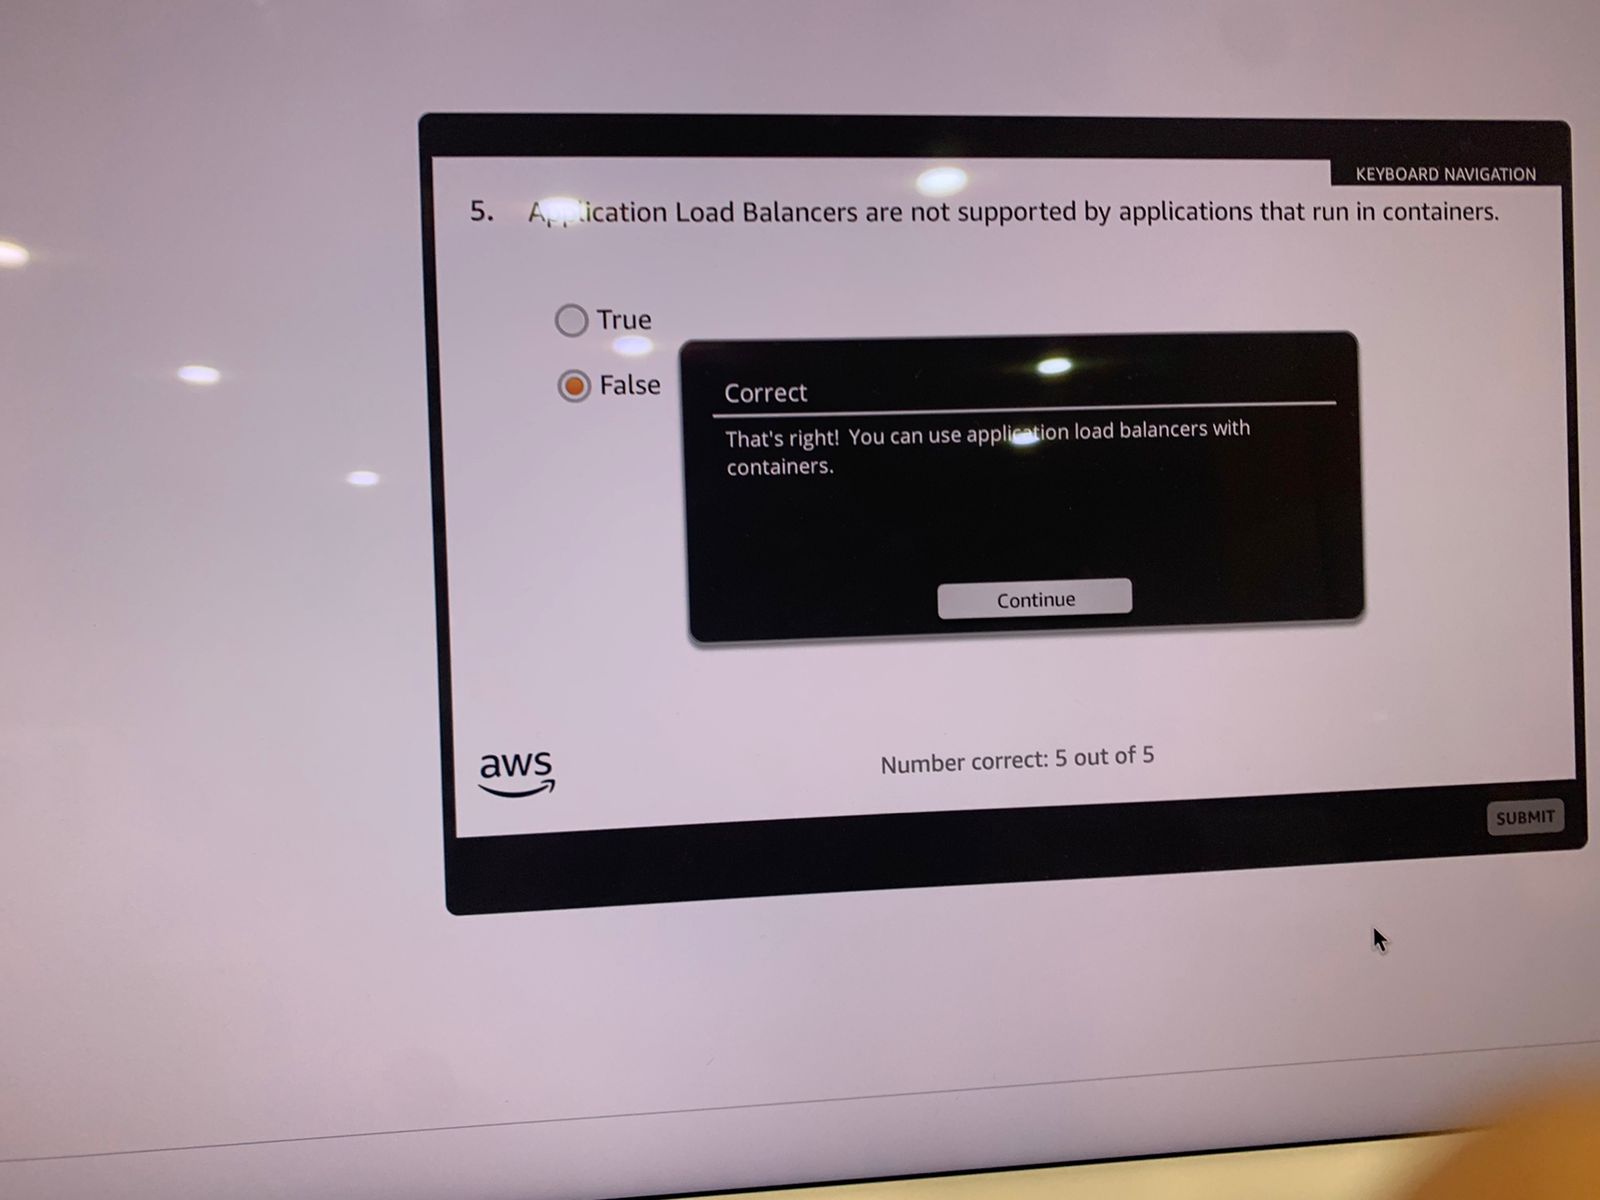 KEYBOARD NAVIGATION
5. Application Load Balancers are not supported by applications that run in containers.
True
False
Correct
That's right! You can use application load balancers with
containers.
Continue
Number correct: 5 out of 5
aws
SUBMIT